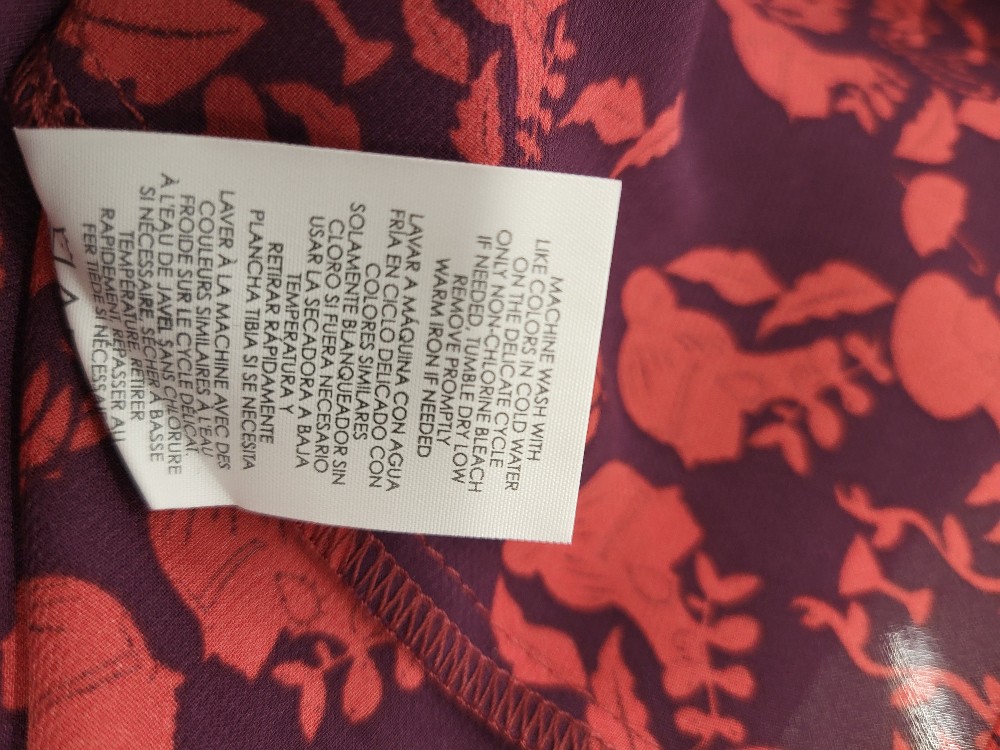 MACHINE WASH WITH
LIKE COLORS IN COLD WATER
ON THE DELICATE CYCLE
ONLY NON-CHLORINE BLEACH
IF NEEDED, TUMBLE DRY LOW
REMOVE PROMPTLY
WARM IRON IF NEEDED
LAVAR A MÁQUINA CON AGUA
FRÍA EN CICLO DELICADO CON
COLORES SIMILARES
SOLAMENTE BLANQUEADOR SIN
CLORO SI FUERA NECESARIO
USAR LA SECADORA A BAJA
TEMPERATURA Y
RETIRAR RÁPIDAMENTE
PLANCHA TIBIA SI SE NECESITA
LAVER À LA MACHINE AVEC DES
COULEURS SIMILAIRES À L'EAU
FROIDE SUR LE CYCLE DÉLICAT.
À L'EAU DE JAVEL SANS CHLORURE
SI NÉCESSAIRE, SÉCHER À BASSE
TEMPÉRATURE, RETIRER
RAPIDEMENT, REPASSER AU
FER TIÈDE SI NÉCESS